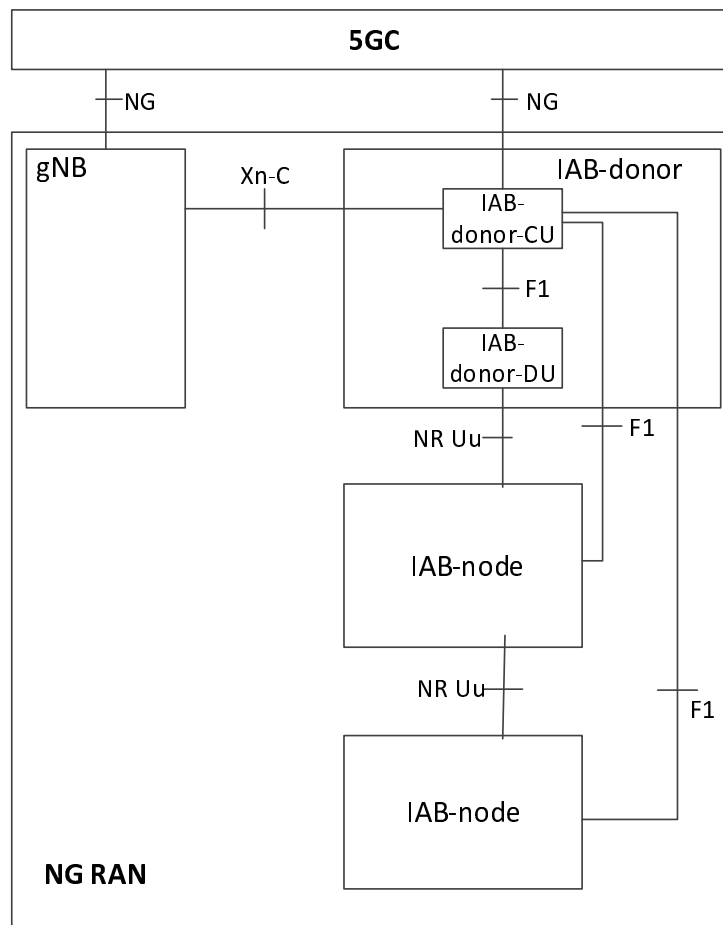 5GC
NG
NG
gNB
Xn-C
IAB-donor
IAB-
donor-CU
F1
IAB-
donor-DU
NR Uu
F1
IAB-node
NR Uu
F1
IAB-node
NG RAN